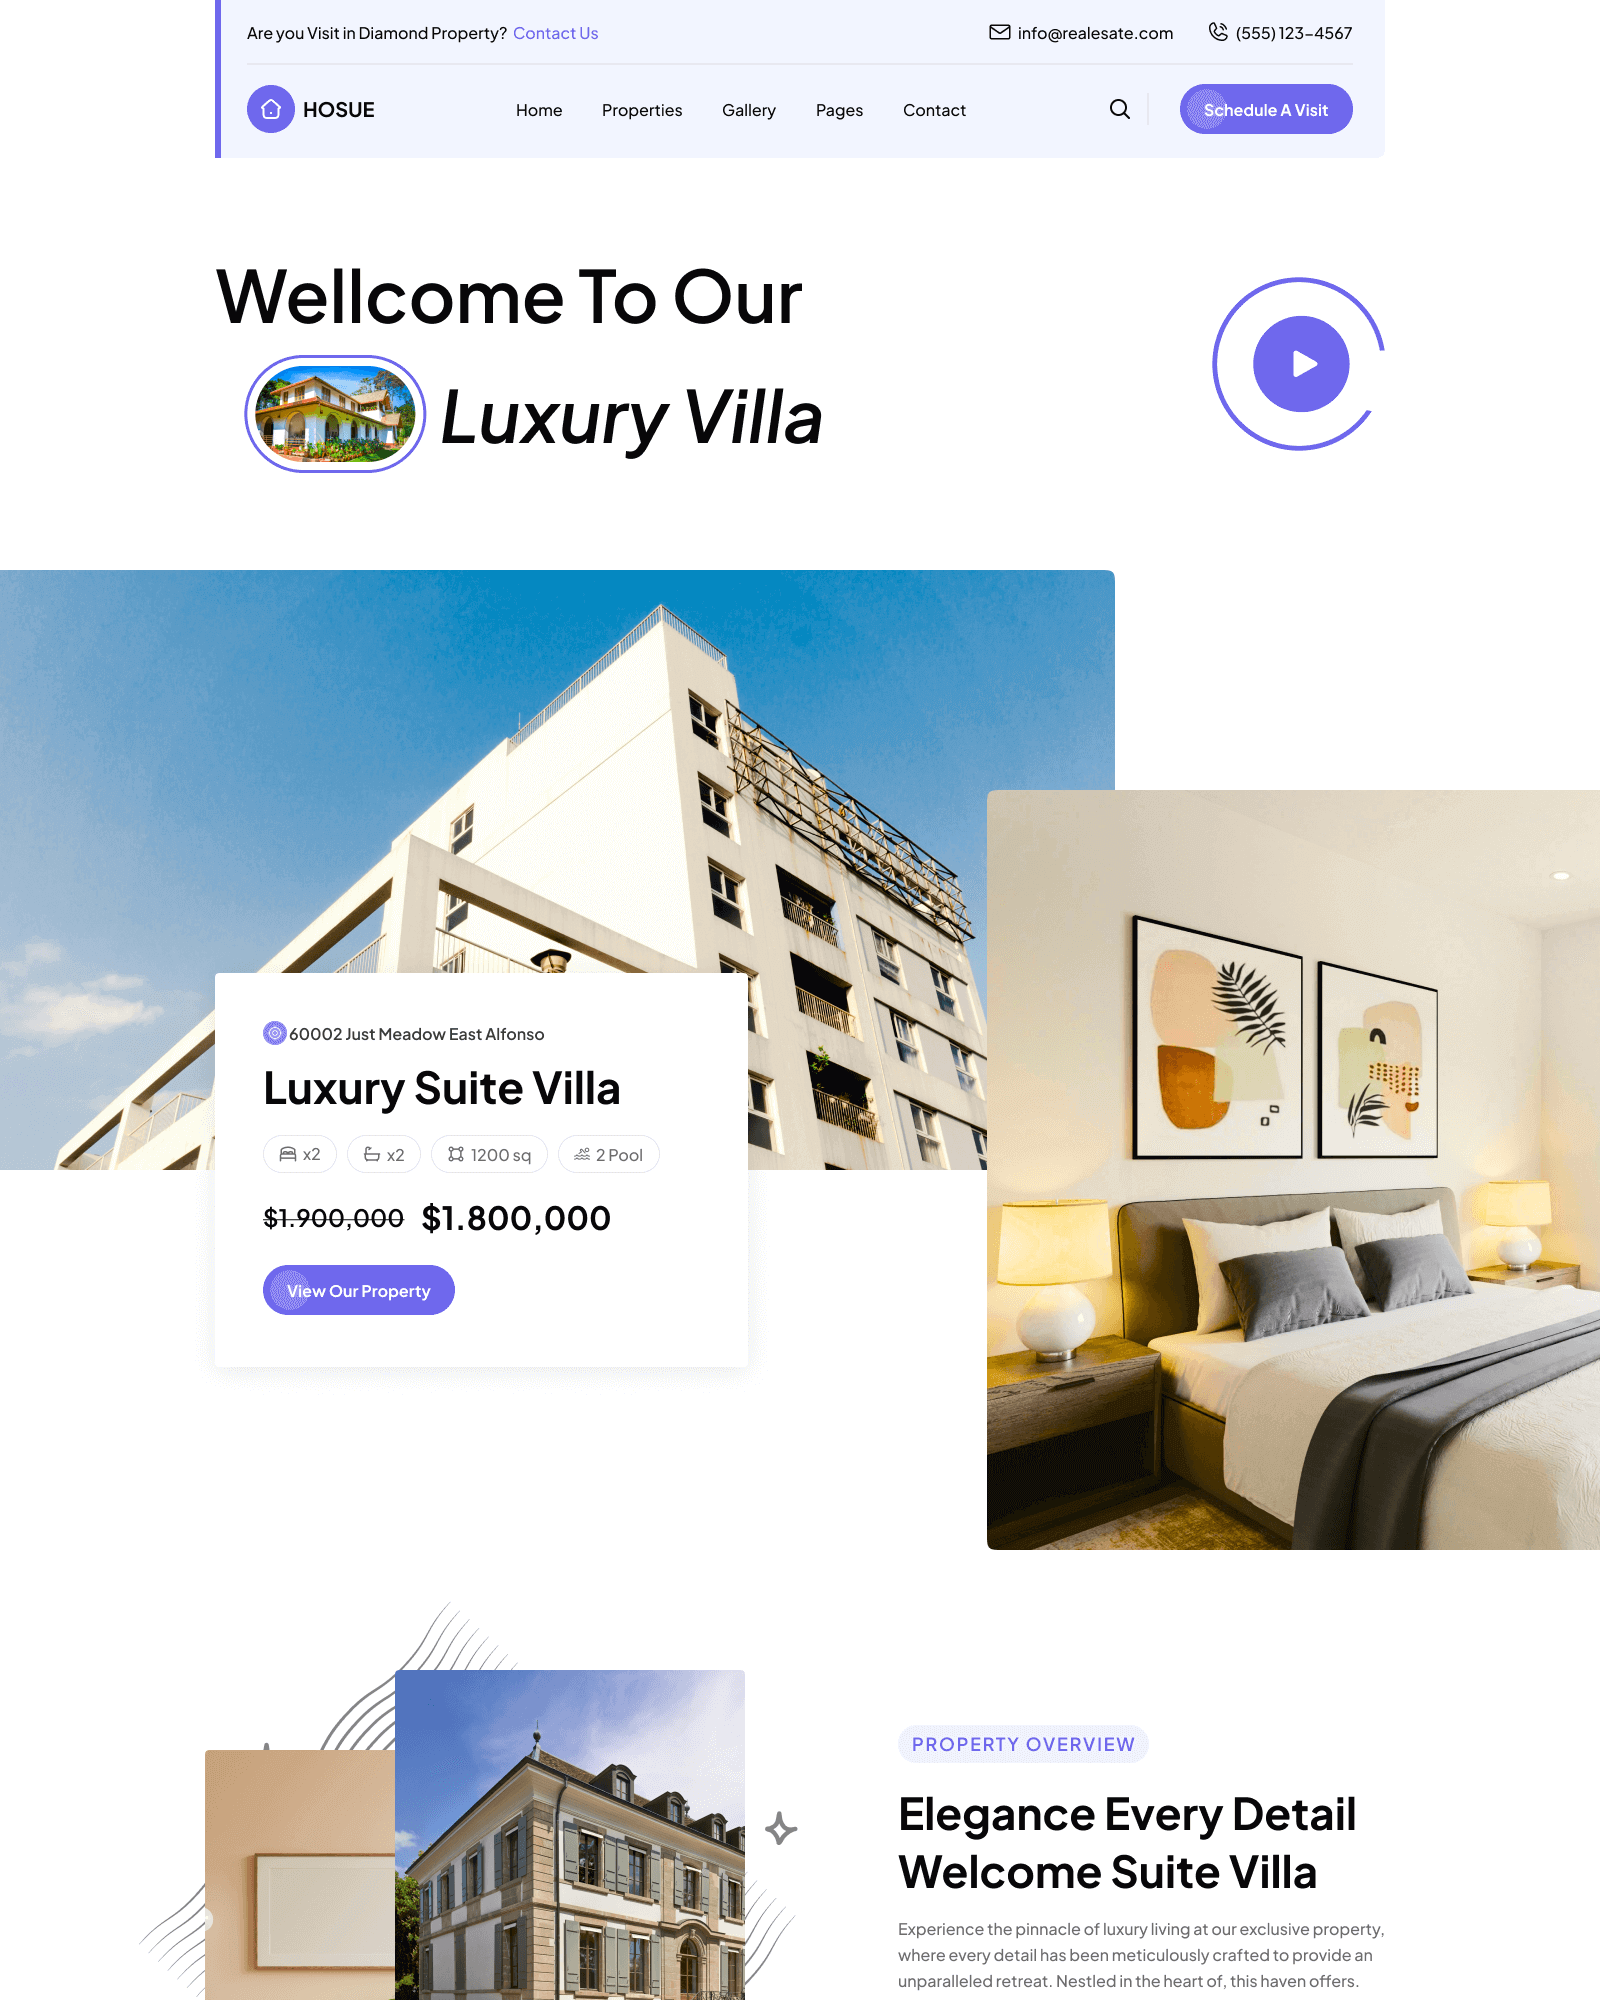 Are you Visit in Diamond Property? Contact Us
info@realesate.com
(555) 123-4567
HOSUE
Home
Properties
Gallery
Pages
Contact
Schedule A Visit
Wellcome To Our
Luxury Villa
60002 Just Meadow East Alfonso
Luxury Suite Villa
x2
x2
1200 sq
2 Pool
$1.900,000 $1.800,000
View Our Property
PROPERTY OVERVIEW
Elegance Every Detail
Welcome Suite Villa
Experience the pinnacle of luxury living at our exclusive property,
where every detail has been meticulously crafted to provide an
unparalleled retreat. Nestled in the heart of, this haven offers.